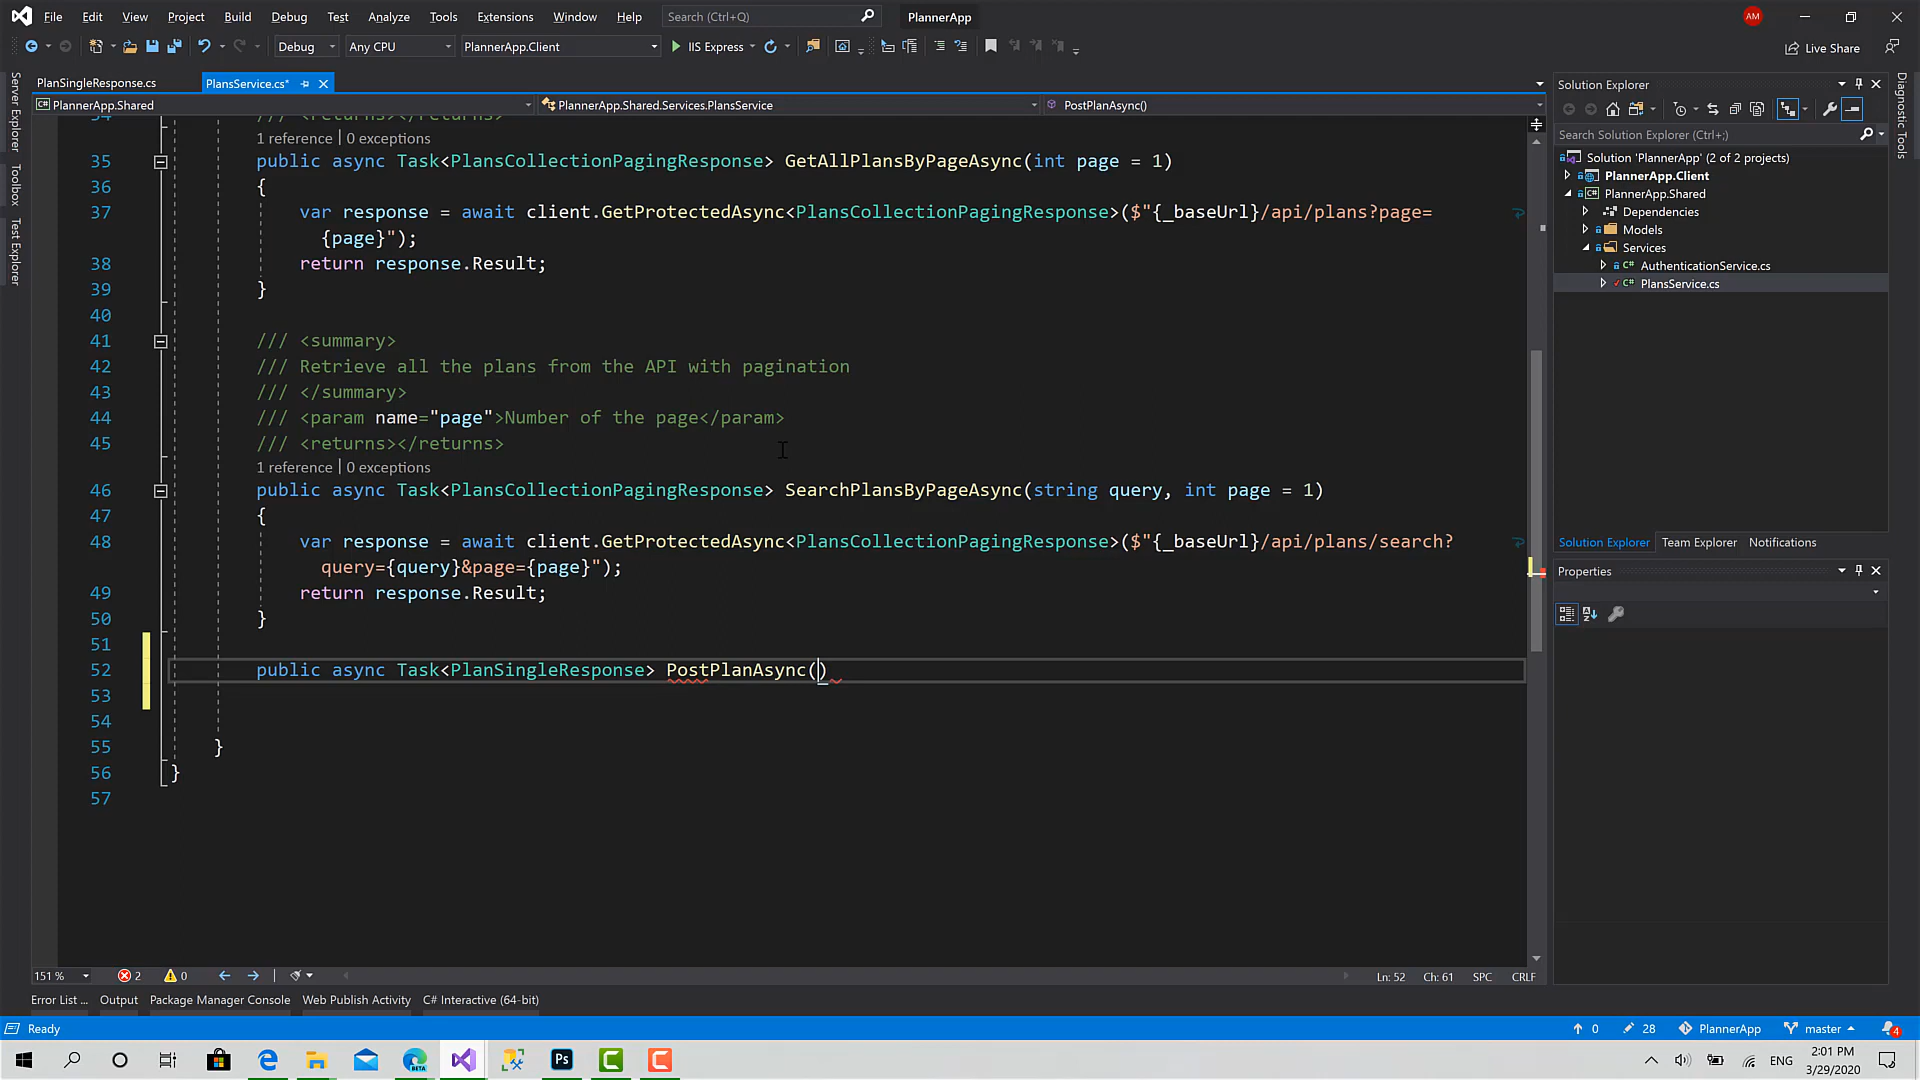 File Edit View Project Build Debug Test Analyze Tools Extensions Window Help Search (Ctrl+Q) PlannerApp AM
Debug Any CPU PlannerApp.Client IIS Express Live Share
PlanSingleResponse.cs PlansService.cs*
PlannerApp.Shared PlannerApp.Shared.Services.PlansService PostPlanAsync()
Server Explorer
Toolbox
Test Explorer
34 /// <returns></returns>
1 reference | 0 exceptions
35 public async Task<PlansCollectionPagingResponse> GetAllPlansByPageAsync(int page = 1)
36 {
37 var response = await client.GetProtectedAsync<PlansCollectionPagingResponse>($"{_baseUrl}/api/plans?page=
{page}");
38 return response.Result;
39 }
40
41 /// <summary>
42 /// Retrieve all the plans from the API with pagination
43 /// </summary>
44 /// <param name="page">Number of the page</param>
45 /// <returns></returns>
1 reference | 0 exceptions
46 public async Task<PlansCollectionPagingResponse> SearchPlansByPageAsync(string query, int page = 1)
47 {
48 var response = await client.GetProtectedAsync<PlansCollectionPagingResponse>($"{_baseUrl}/api/plans/search?
query={query}&page={page}");
49 return response.Result;
50 }
51
52 public async Task<PlanSingleResponse> PostPlanAsync()
53
54
55 }
56 }
57
151 % 2 0 Ln: 52 Ch: 61 SPC CRLF
Error List ... Output Package Manager Console Web Publish Activity C# Interactive (64-bit)
Solution Explorer
Search Solution Explorer (Ctrl+;)
Solution 'PlannerApp' (2 of 2 projects)
PlannerApp.Client
PlannerApp.Shared
Dependencies
Models
Services
C# AuthenticationService.cs
C# PlansService.cs
Solution Explorer Team Explorer Notifications
Properties
Diagnostic Tools
Ready 0 28 PlannerApp master 4
Ps ENG 2:01 PM
3/29/2020